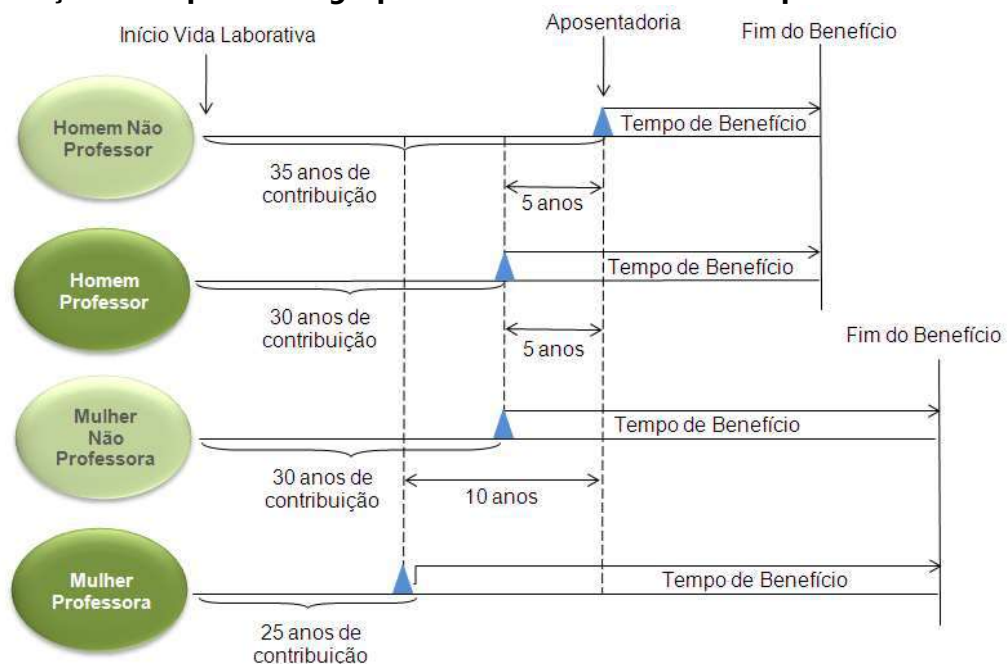 Início Vida Laborativa
Aposentadoria
Fim do Benefício
Homem Não
Professor
Tempo de Benefício
35 anos de
contribuição
5 anos
Homem
Professor
Tempo de Benefício
30 anos de
contribuição
5 anos
Fim do Benefício
Mulher
Não
Professora
Tempo de Benefício
30 anos de
contribuição
10 anos
Mulher
Professora
Tempo de Benefício
25 anos de
contribuição